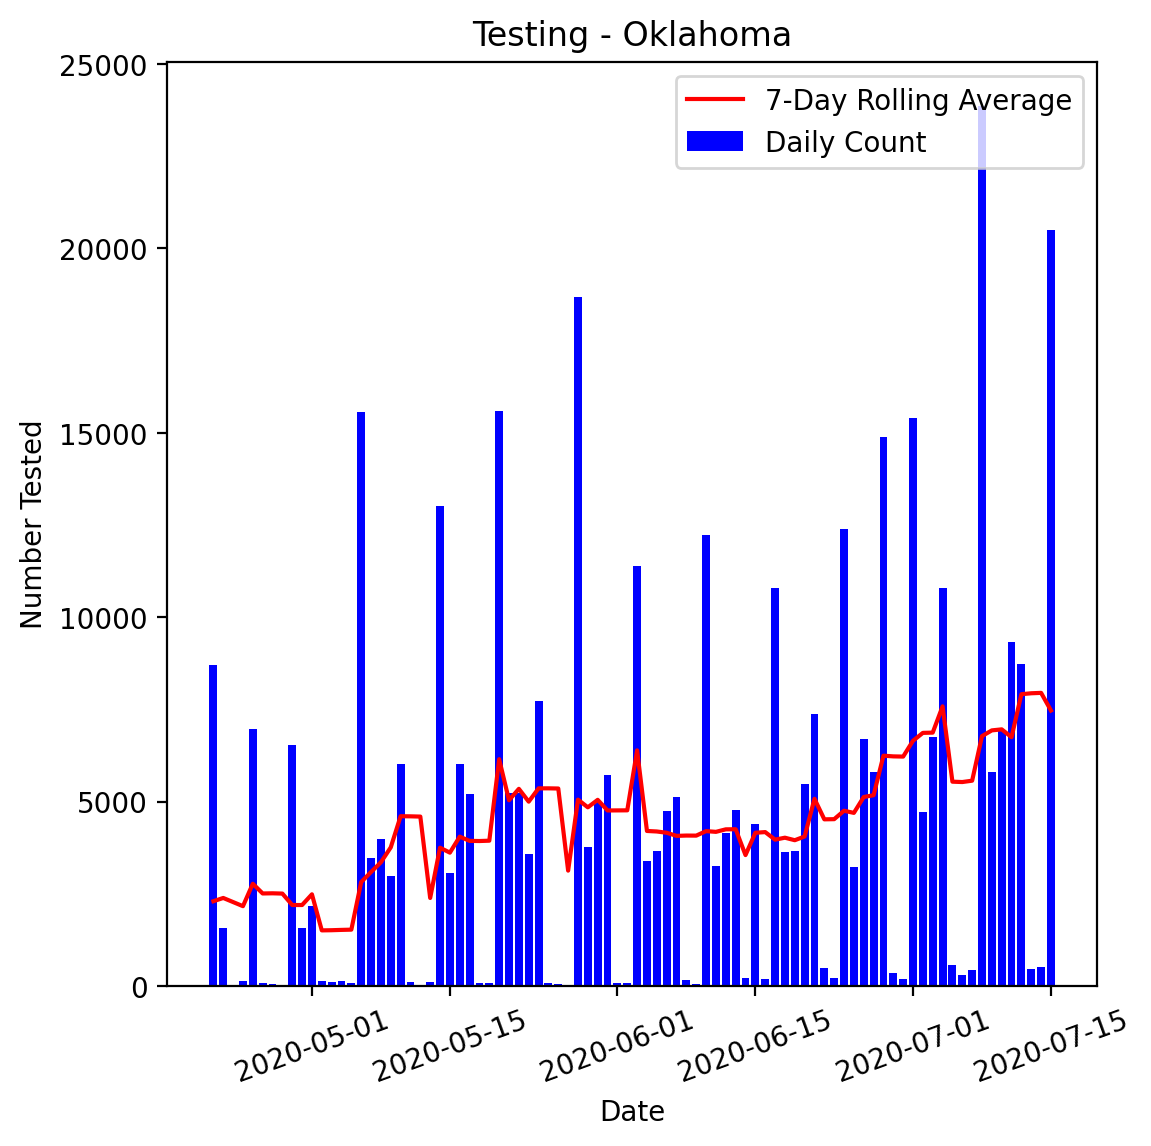 Testing - Oklahoma
25000
20000
15000
10000
5000
0
Number Tested
7-Day Rolling Average
Daily Count
2020-05-01
2020-05-15
2020-06-01
2020-06-15
2020-07-01
2020-07-15
Date